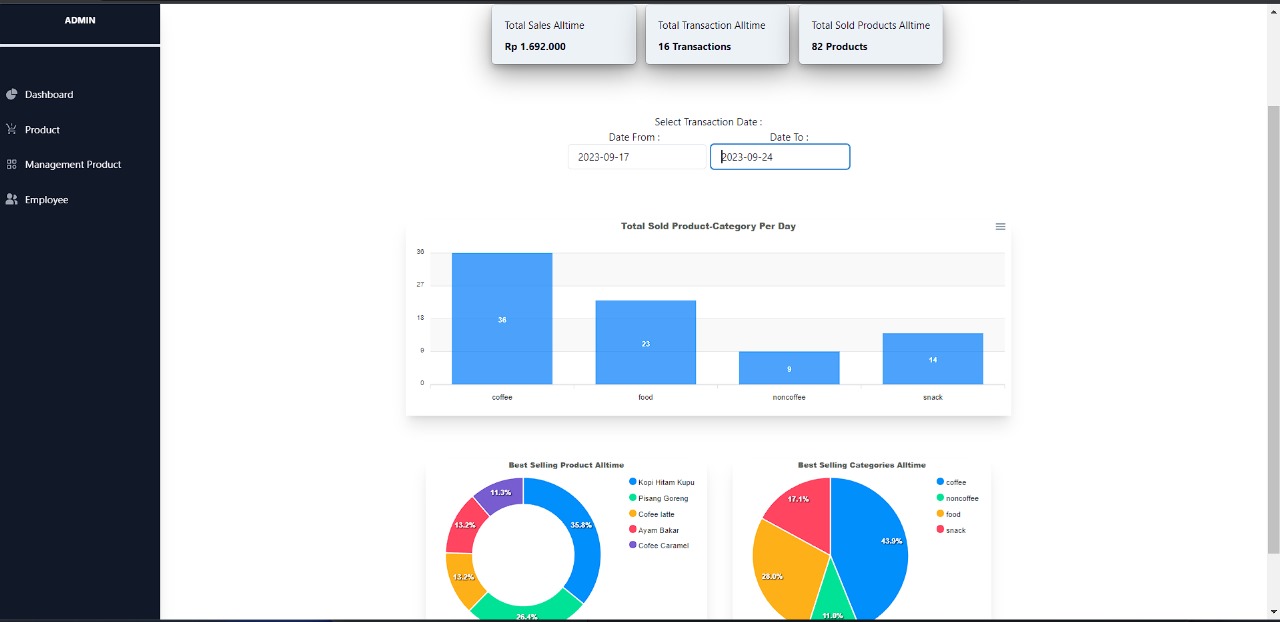 ADMIN
Dashboard
Product
Management Product
Employee
Total Sales Alltime
Rp 1.692.000
Total Transaction Alltime
16 Transactions
Total Sold Products Alltime
82 Products
Select Transaction Date :
Date From :
Date To :
2023-09-17
2023-09-24
Total Sold Product-Category Per Day
36
27
18
9
0
36
23
9
14
coffee
food
noncoffee
snack
Best Selling Product Alltime
11.3%
35.8%
13.2%
13.2%
26.4%
Kopi Hitam Kupu
Pisang Goreng
Cofee latte
Ayam Bakar
Cofee Caramel
Best Selling Categories Alltime
17.1%
43.9%
28.0%
11.0%
coffee
noncoffee
food
snack